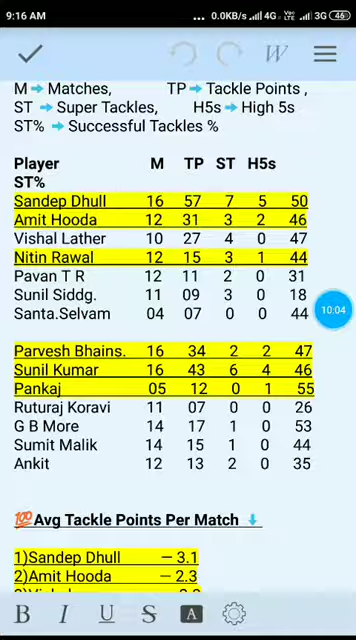 9:16 AM ... 0.0KB/s 4G Vo LTE 3G 46
W
M ➡ Matches, TP ➡ Tackle Points ,
ST ➡ Super Tackles, H5s ➡ High 5s
ST% ➡ Successful Tackles %
Player M TP ST H5s
ST%
Sandep Dhull 16 57 7 5 50
Amit Hooda 12 31 3 2 46
Vishal Lather 10 27 4 0 47
Nitin Rawal 12 15 3 1 44
Pavan T R 12 11 2 0 31
Sunil Siddg. 11 09 3 0 18
Santa.Selvam 04 07 0 0 44
10:04
Parvesh Bhains. 16 34 2 2 47
Sunil Kumar 16 43 6 4 46
Pankaj 05 12 0 1 55
Ruturaj Koravi 11 07 0 0 26
G B More 14 17 1 0 53
Sumit Malik 14 15 1 0 44
Ankit 12 13 2 0 35
💯Avg Tackle Points Per Match ⬇
1)Sandep Dhull – 3.1
2)Amit Hooda – 2.3
B I U S A